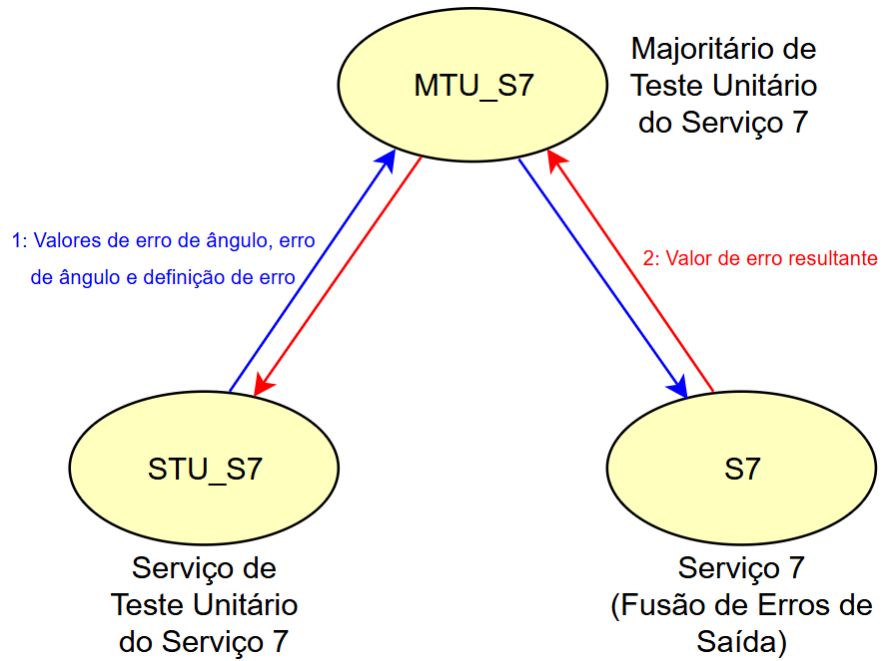 MTU_S7
Majoritário de
Teste Unitário
do Serviço 7
1: Valores de erro de ângulo, erro
de ângulo e definição de erro
2: Valor de erro resultante
STU_S7
S7
Serviço de
Teste Unitário
do Serviço 7
Serviço 7
(Fusão de Erros de
Saída)